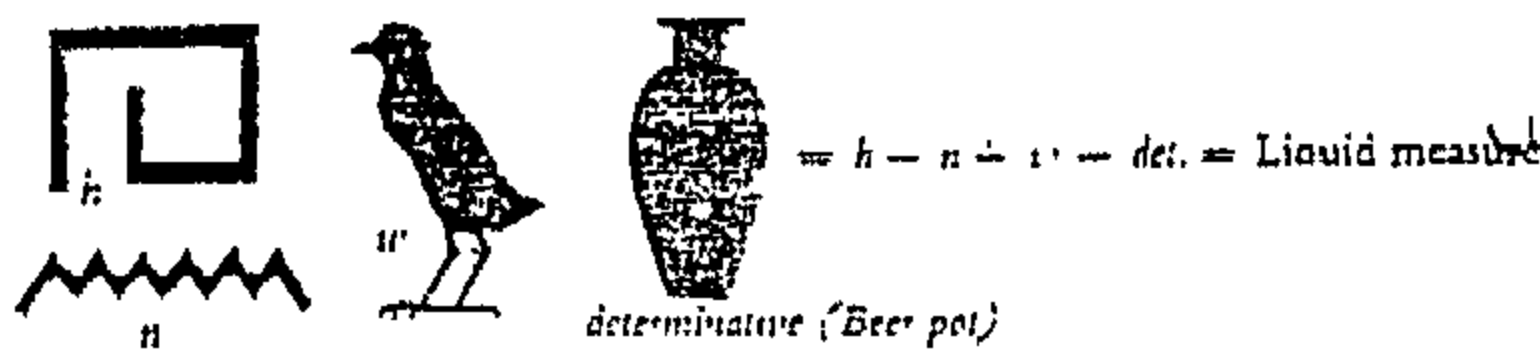 h
w
= h – n + w – det. = Liquid measure
n
determinative (Beer pot)